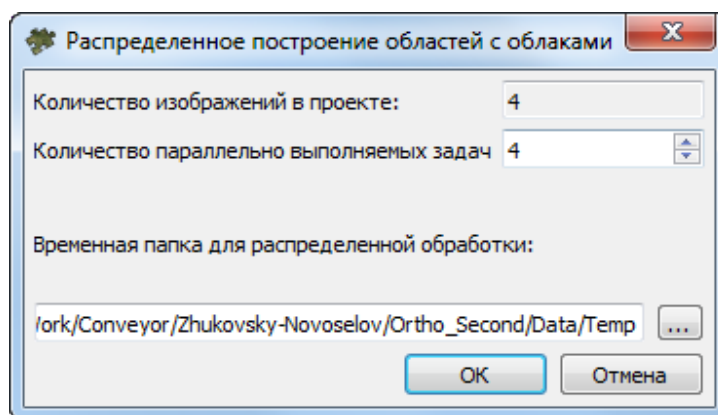 Распределенное построение областей с облаками
Количество изображений в проекте: 4
Количество параллельно выполняемых задач 4
Временная папка для распределенной обработки:
/ork/Conveyor/Zhukovsky-Novoselov/Ortho_Second/Data/Temp ...
OK Отмена